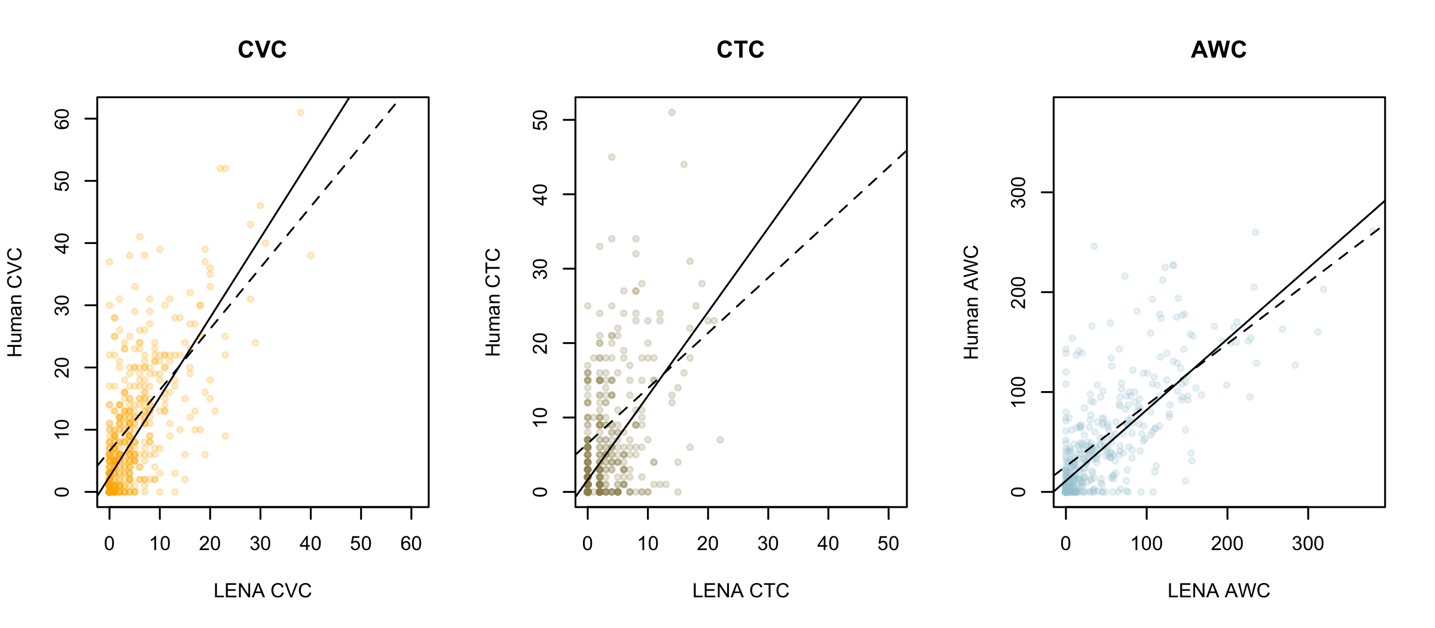 CVC
Human CVC
0 10 20 30 40 50 60
0 10 20 30 40 50 60
LENA CVC
CTC
Human CTC
0 10 20 30 40 50
0 10 20 30 40 50
LENA CTC
AWC
Human AWC
0 100 200 300
0 100 200 300
LENA AWC